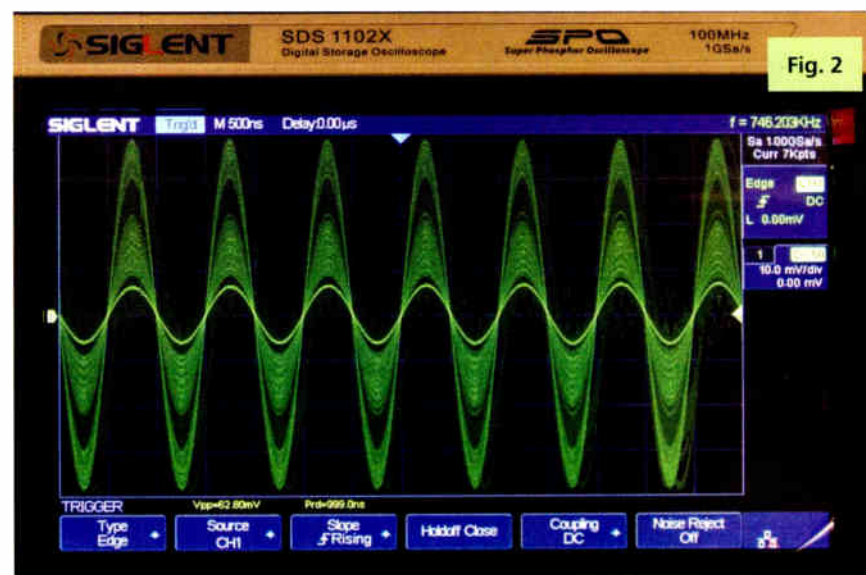 SIGLENT
SDS 1102X
Digital Storage Oscilloscope
SPO
Super Phosphor Oscilloscope
100MHz
1GSa/s
Fig. 2
SIGLENT Trig'd M 500ns Delay:0.00µs f = 746.203KHz
Sa 1.00GSa/s
Curr 7Kpts
Edge
DC
L 0.00mV
1
10.0 mV/div
0.00 mV
TRIGGER Vpp=62.80mV Prd=999.0ns
Type
Edge
Source
CH1
Slope
Rising
Holdoff Close
Coupling
DC
Noise Reject
Off